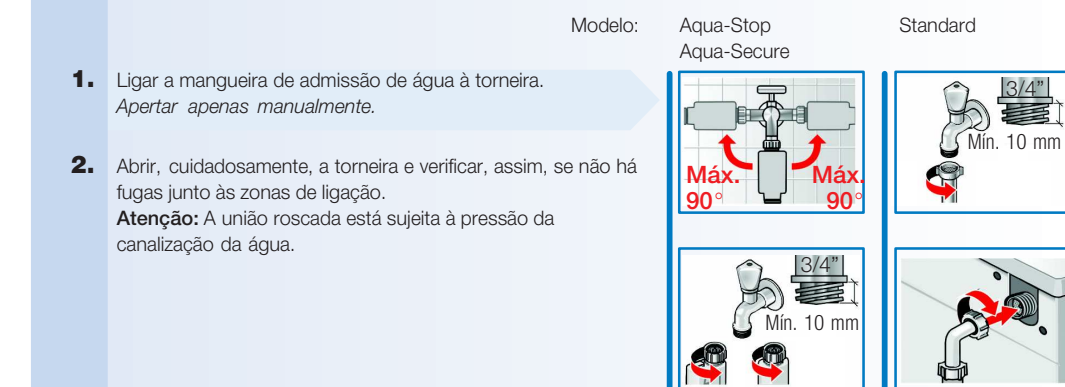 Modelo: Aqua-Stop Standard
Aqua-Secure
1. Ligar a mangueira de admissão de água à torneira.
Apertar apenas manualmente.
2. Abrir, cuidadosamente, a torneira e verificar, assim, se não há
fugas junto às zonas de ligação.
Atenção: A união roscada está sujeita à pressão da
canalização da água.
Máx. Máx.
90° 90°
3/4”
Mín. 10 mm
3/4”
Mín. 10 mm